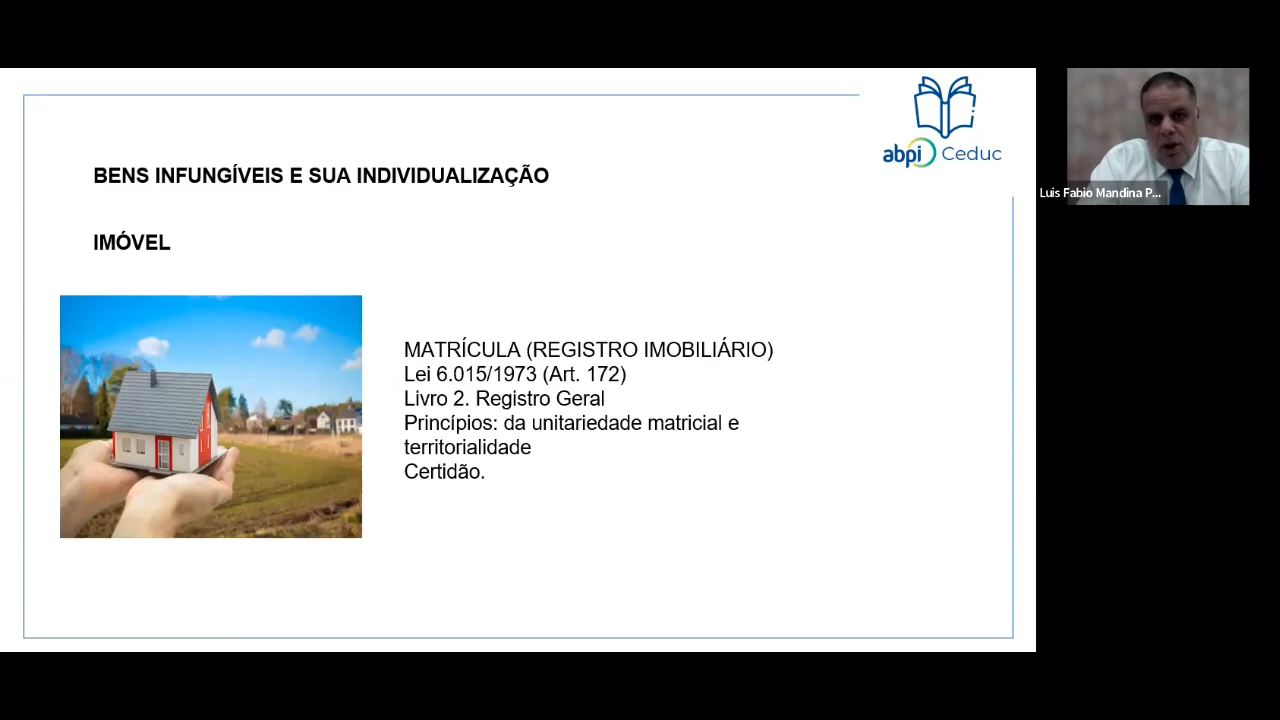 abpi Ceduc
BENS INFUNGÍVEIS E SUA INDIVIDUALIZAÇÃO
IMÓVEL
MATRÍCULA (REGISTRO IMOBILIÁRIO)
Lei 6.015/1973 (Art. 172)
Livro 2. Registro Geral
Princípios: da unitariedade matricial e
territorialidade
Certidão.
Luis Fabio Mandina P...